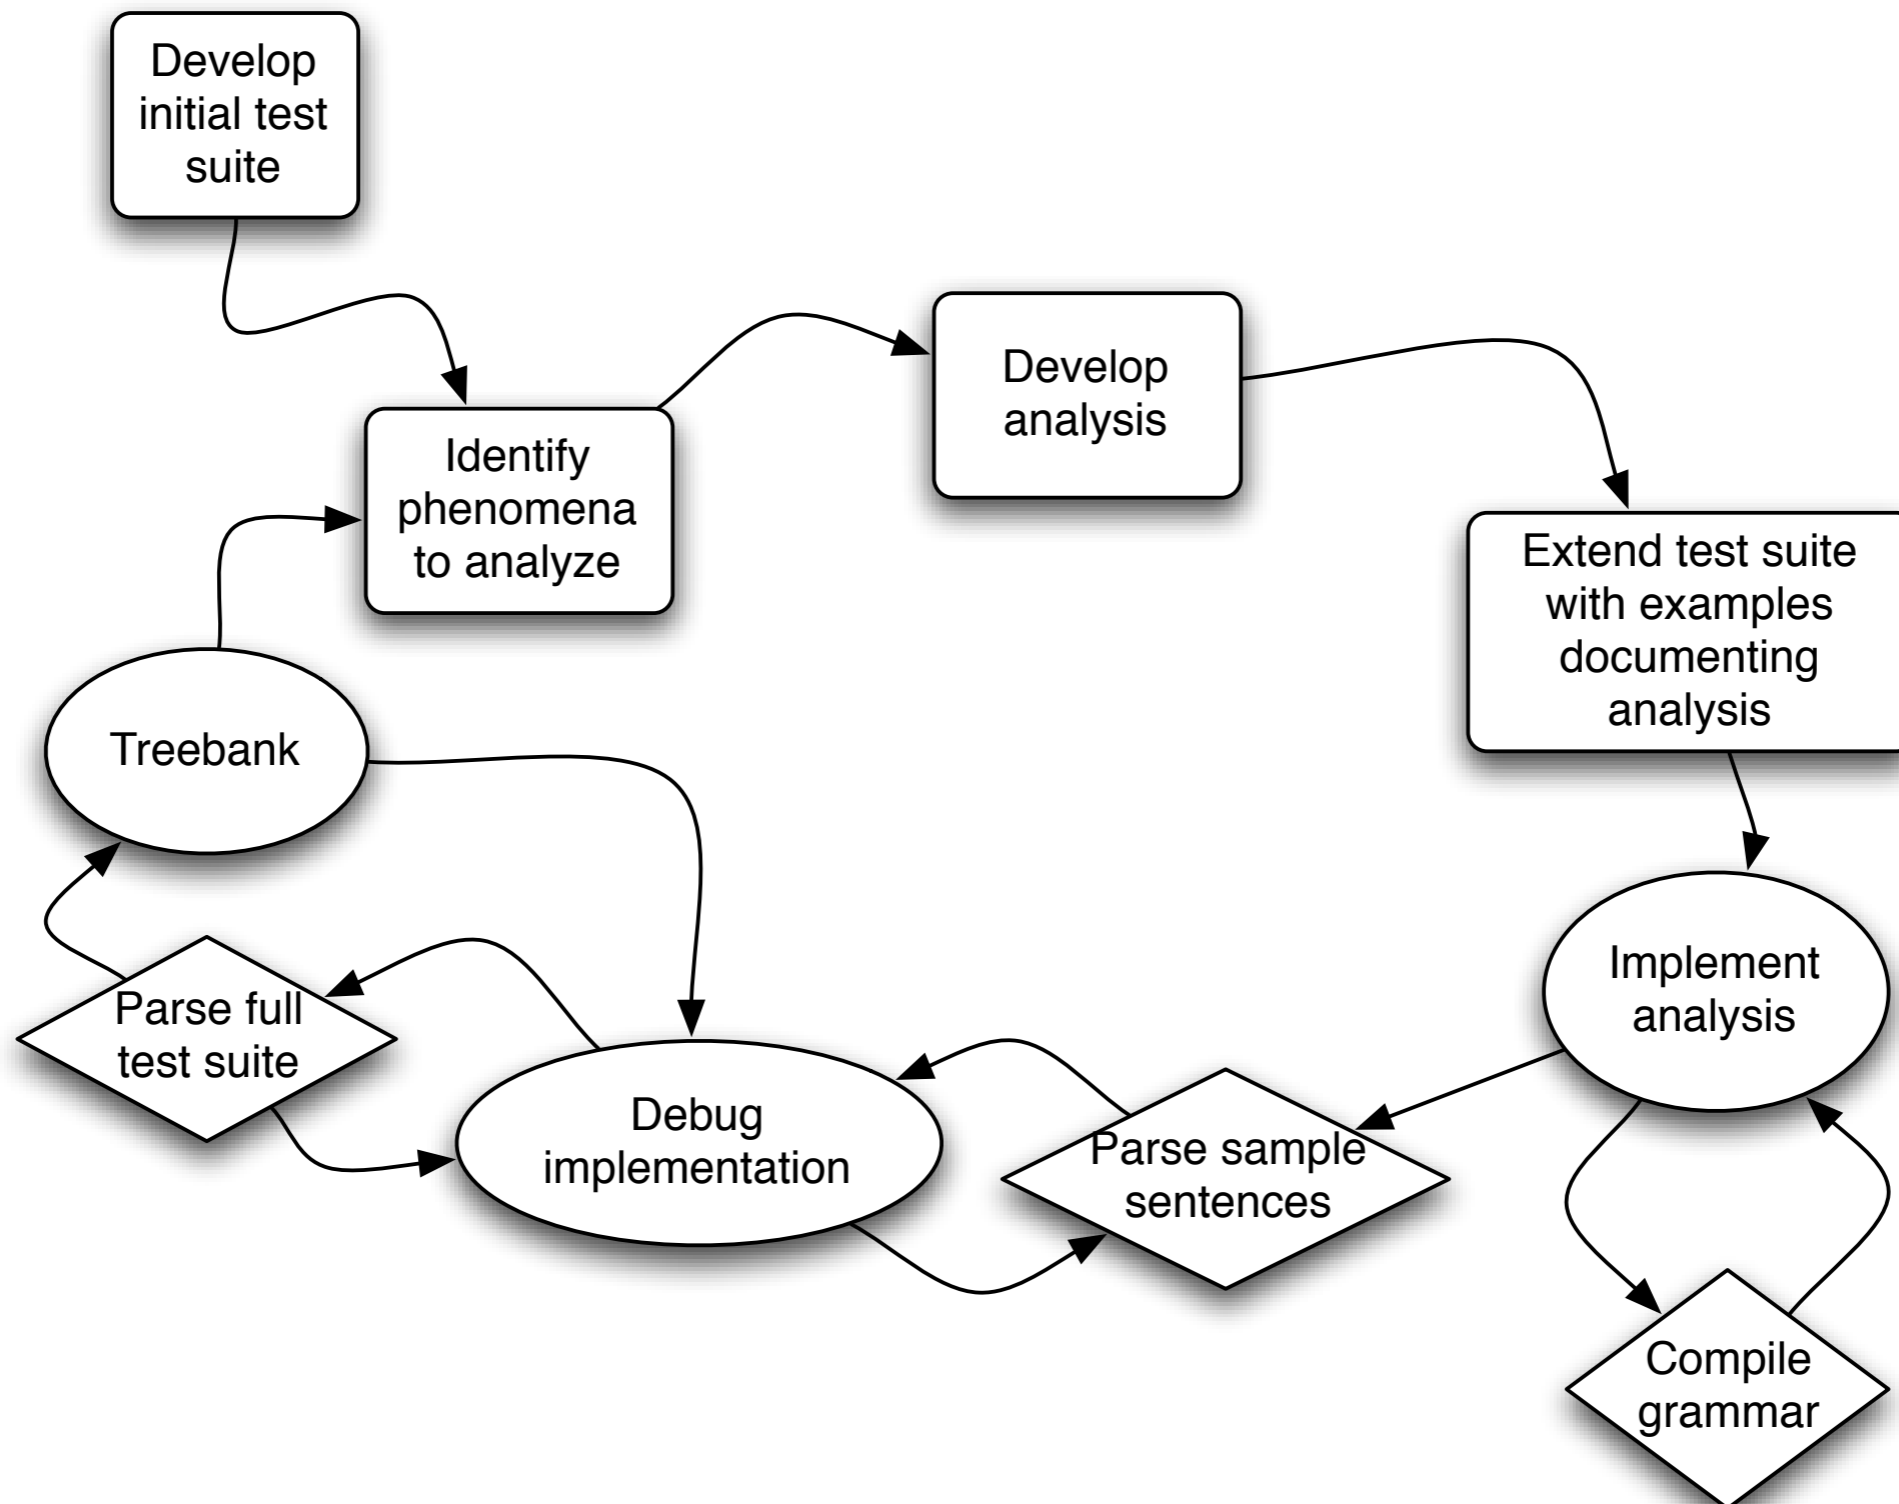 Develop
initial test
suite
Identify
phenomena
to analyze
Develop
analysis
Extend test suite
with examples
documenting
analysis
Treebank
Implement
analysis
Parse full
test suite
Debug
implementation
Parse sample
sentences
Compile
grammar